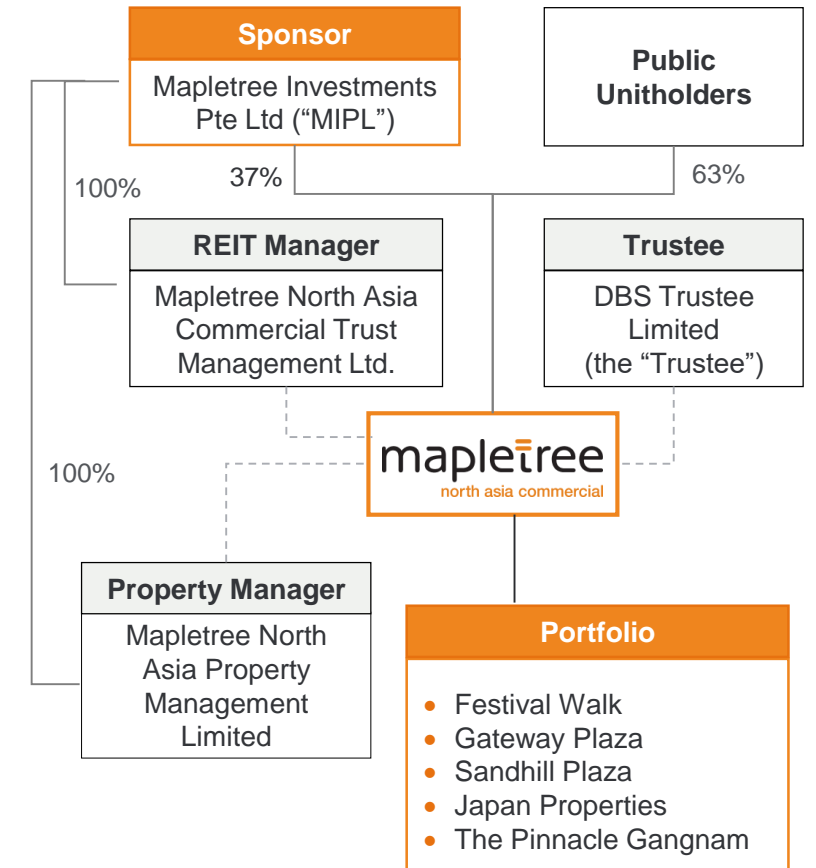 Sponsor
Mapletree Investments
Pte Ltd (“MIPL”)
Public
Unitholders
100%
37%
63%
REIT Manager
Mapletree North Asia
Commercial Trust
Management Ltd.
Trustee
DBS Trustee
Limited
(the “Trustee”)
mapletree
north asia commercial
100%
Property Manager
Mapletree North
Asia Property
Management
Limited
Portfolio
• Festival Walk
• Gateway Plaza
• Sandhill Plaza
• Japan Properties
• The Pinnacle Gangnam